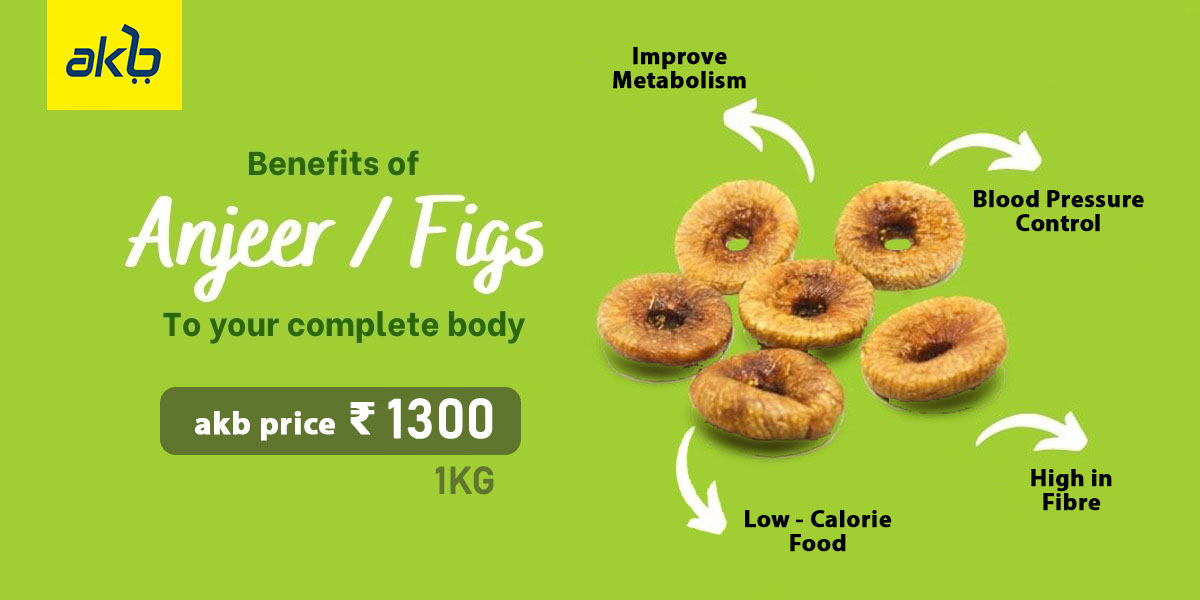 akb
Benefits of
Anjeer / Figs
To your complete body
akb price ₹ 1300
1KG
Improve
Metabolism
Blood Pressure
Control
High in
Fibre
Low - Calorie
Food